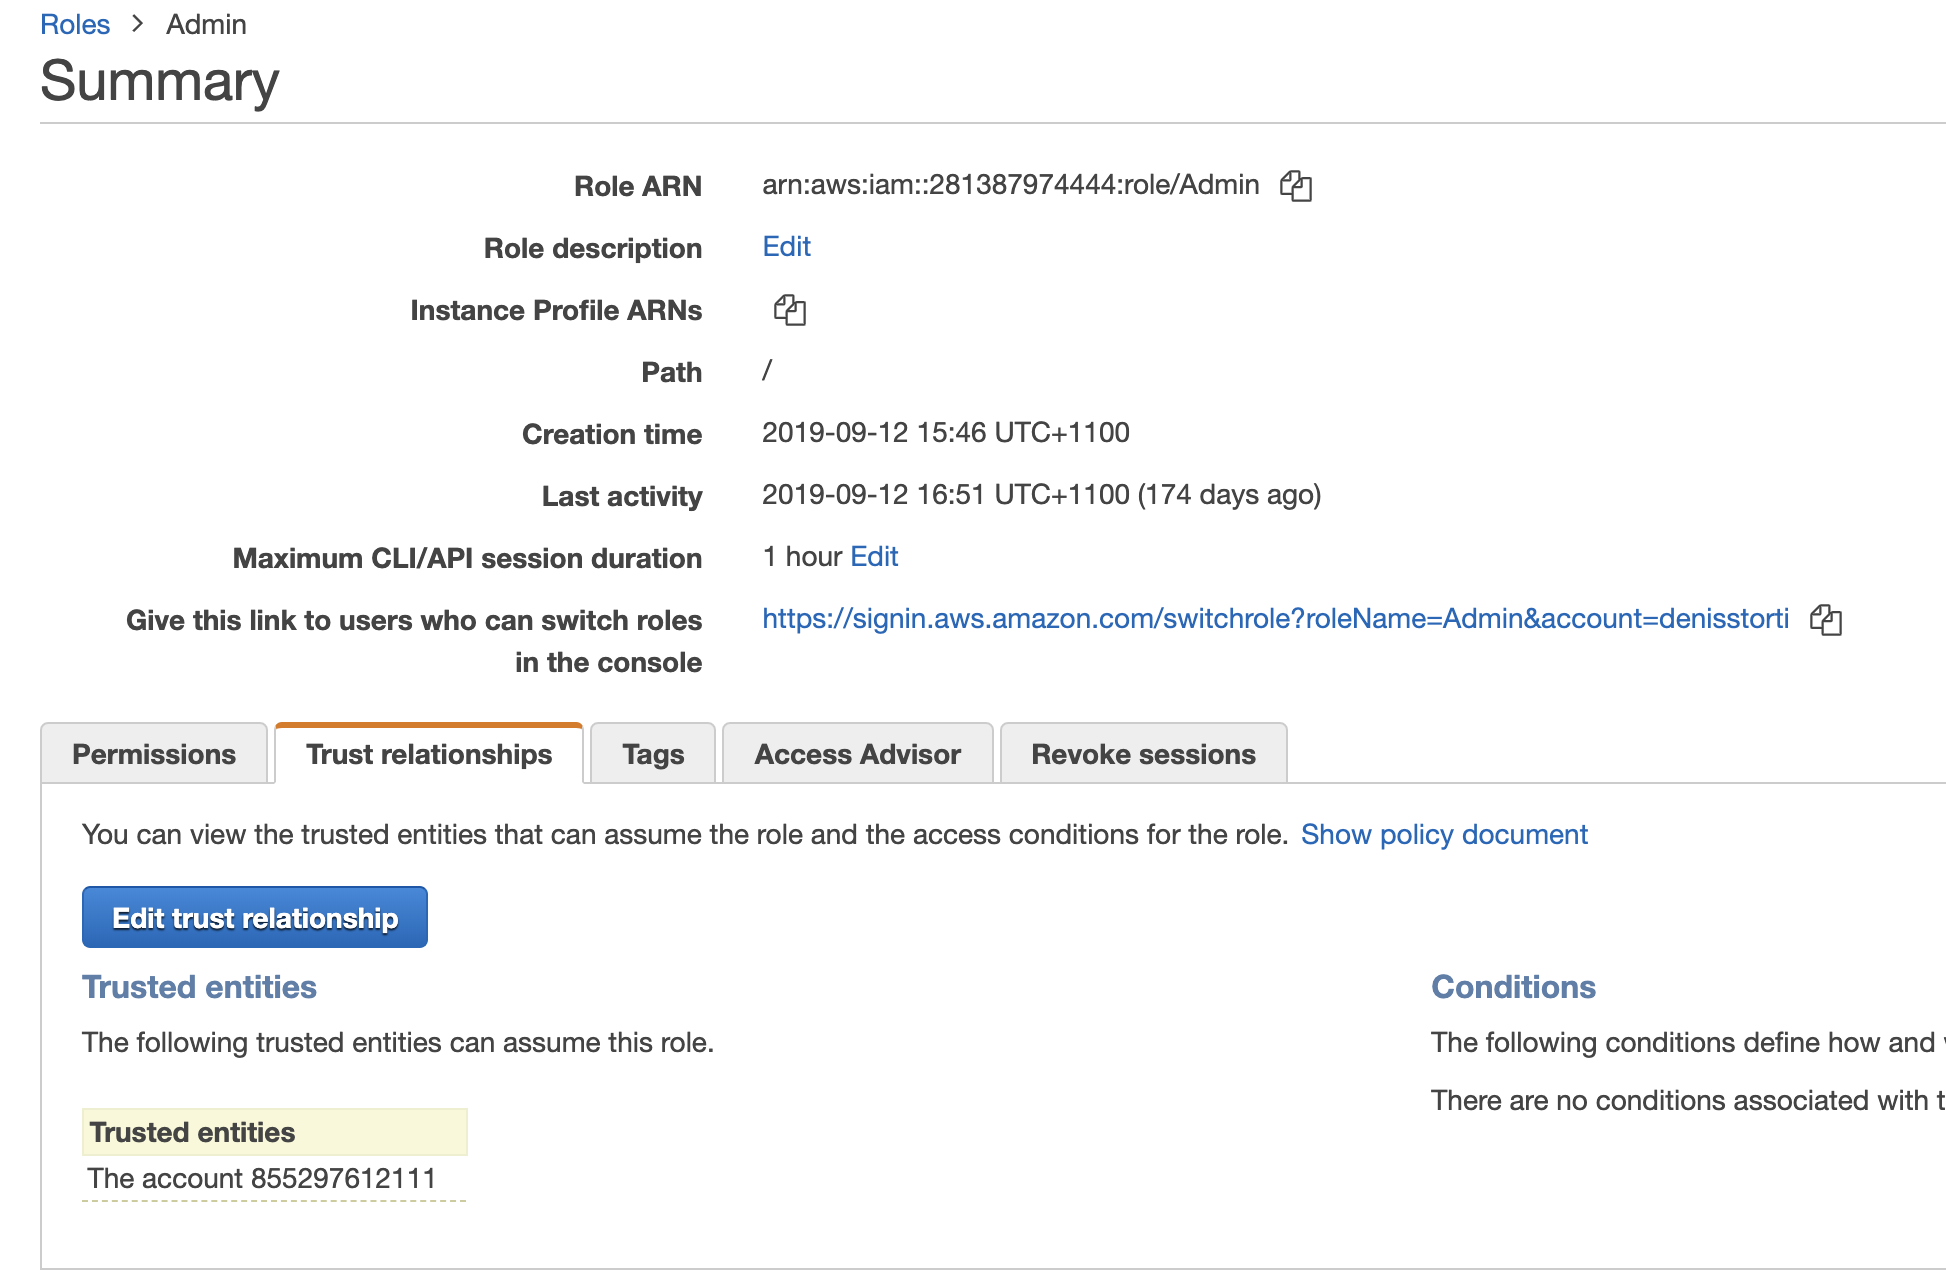 Roles > Admin
Summary
Role ARN arn:aws:iam::281387974444:role/Admin
Role description Edit
Instance Profile ARNs
Path /
Creation time 2019-09-12 15:46 UTC+1100
Last activity 2019-09-12 16:51 UTC+1100 (174 days ago)
Maximum CLI/API session duration 1 hour Edit
Give this link to users who can switch roles https://signin.aws.amazon.com/switchrole?roleName=Admin&account=denisstorti
in the console
Permissions Trust relationships Tags Access Advisor Revoke sessions
You can view the trusted entities that can assume the role and the access conditions for the role. Show policy document
Edit trust relationship
Trusted entities Conditions
The following trusted entities can assume this role. The following conditions define how and
There are no conditions associated with
Trusted entities
The account 855297612111